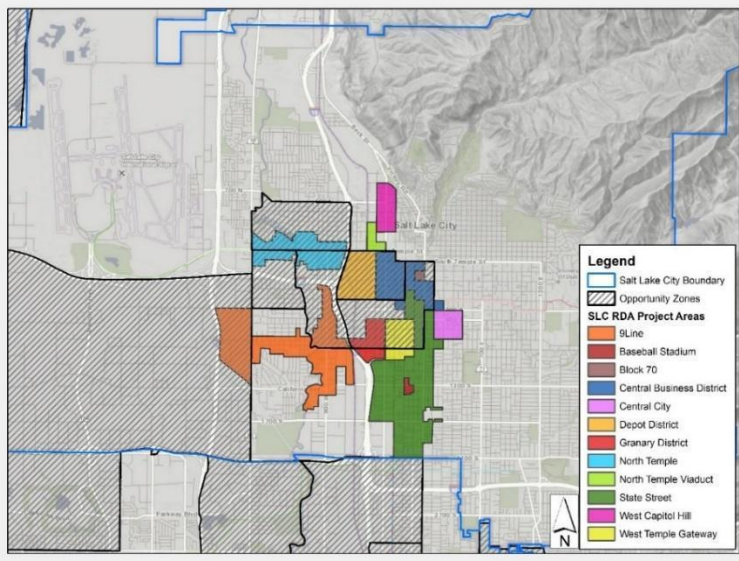 Salt Lake City
Legend
Salt Lake City Boundary
Opportunity Zones
SLC RDA Project Areas
9Line
Baseball Stadium
Block 70
Central Business District
Central City
Depot District
Granary District
North Temple
North Temple Viaduct
State Street
West Capitol Hill
West Temple Gateway
N